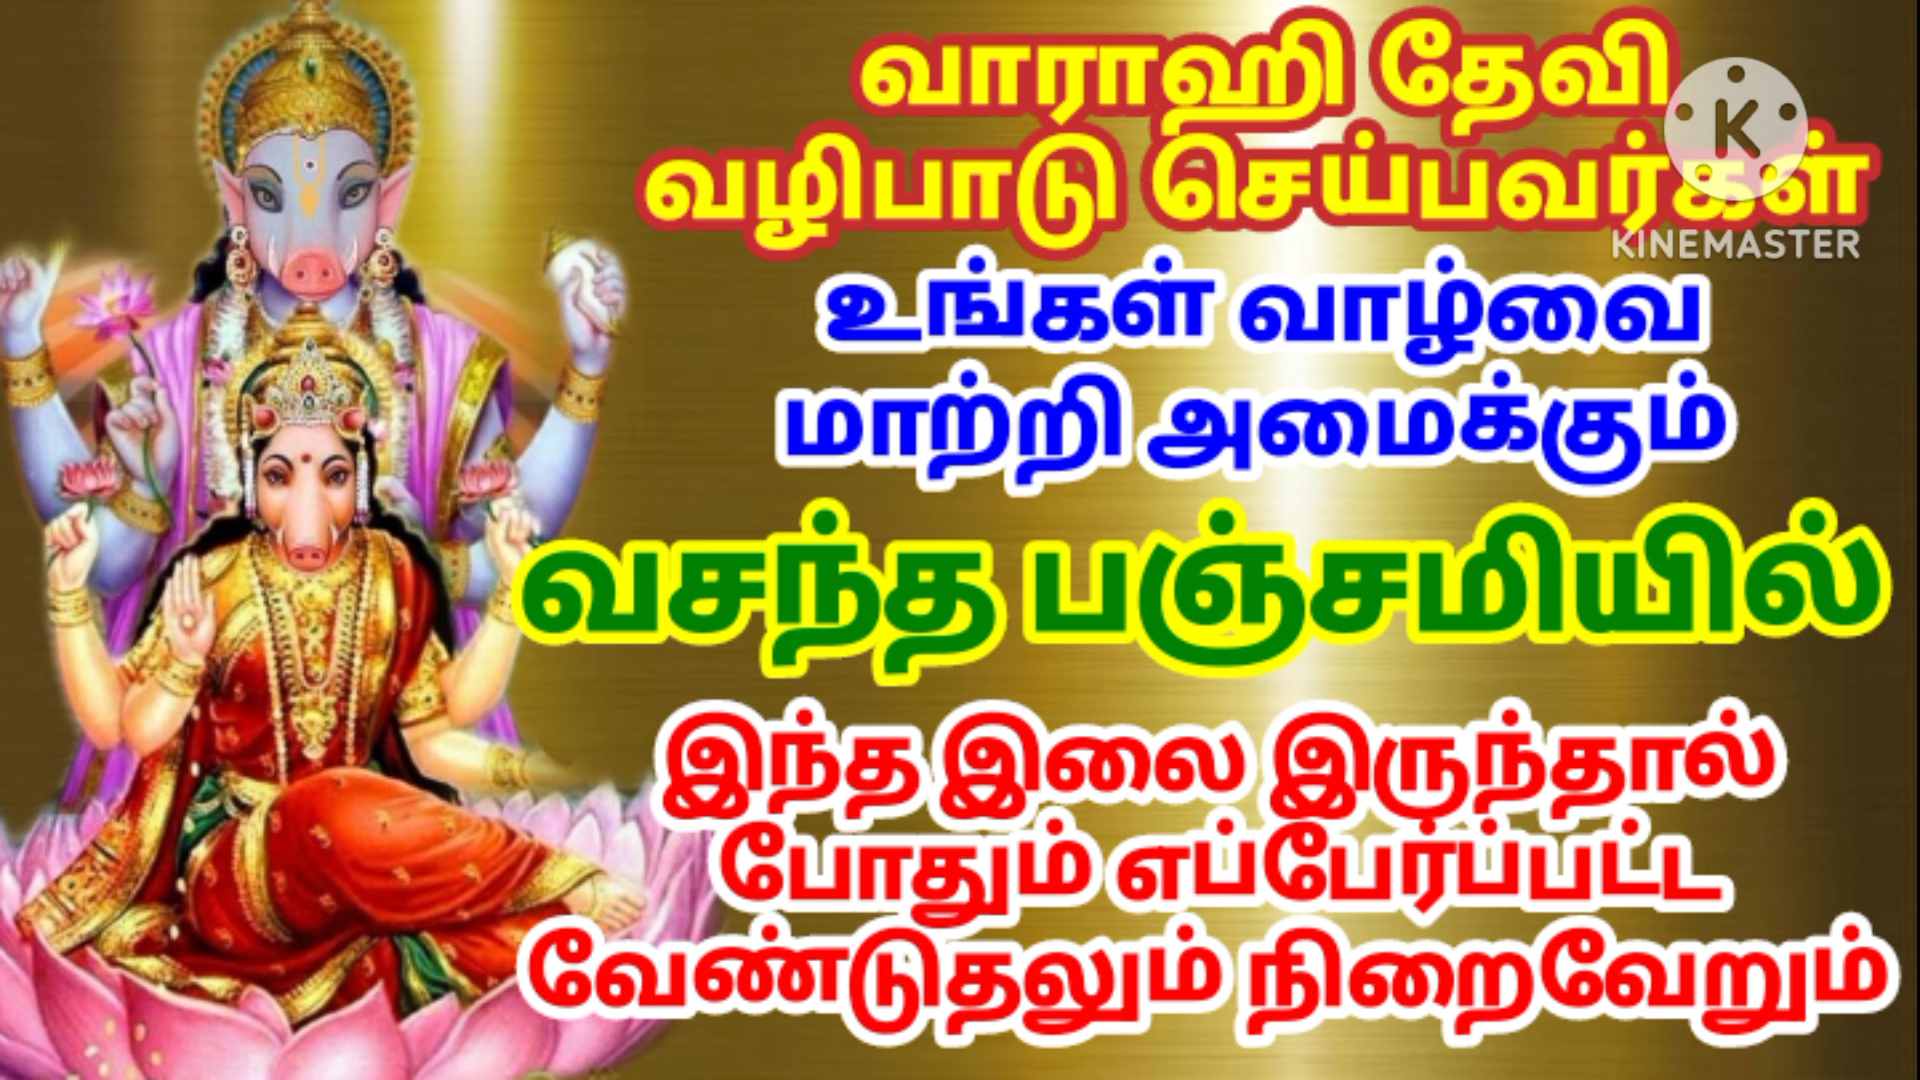 வாராஹி தேவி
வழிபாடு செய்பவர்கள்
K
KINEMASTER
உங்கள் வாழ்வை
மாற்றி அமைக்கும்
வசந்த பஞ்சமியில்
இந்த இலை இருந்தால்
போதும் எப்பேர்ப்பட்ட
வேண்டுதலும் நிறைவேறும்